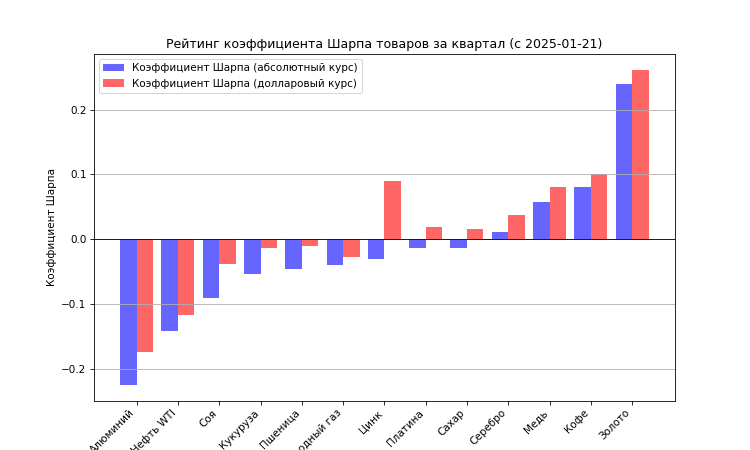 Рейтинг коэффициента Шарпа товаров за квартал (с 2025-01-21)
Коэффициент Шарпа (абсолютный курс)
Коэффициент Шарпа (долларовый курс)
Коэффициент Шарпа
0.2
0.1
0.0
−0.1
−0.2
Алюминий
Нефть WTI
Соя
Кукуруза
Пшеница
одный газ
Цинк
Платина
Сахар
Серебро
Медь
Кофе
Золото